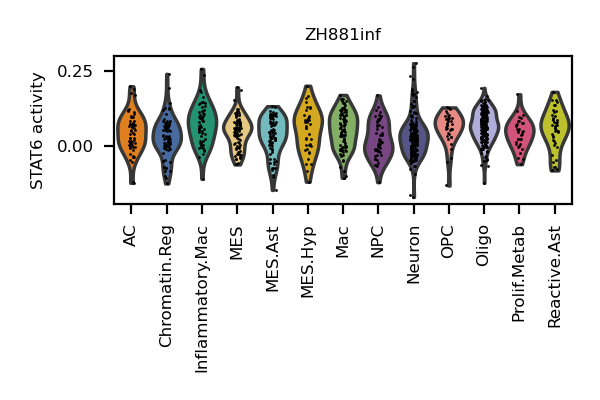 ZH881inf
STAT6 activity
0.25
0.00
AC
Chromatin.Reg
Inflammatory.Mac
MES
MES.Ast
MES.Hyp
Mac
NPC
Neuron
OPC
Oligo
Prolif.Metab
Reactive.Ast